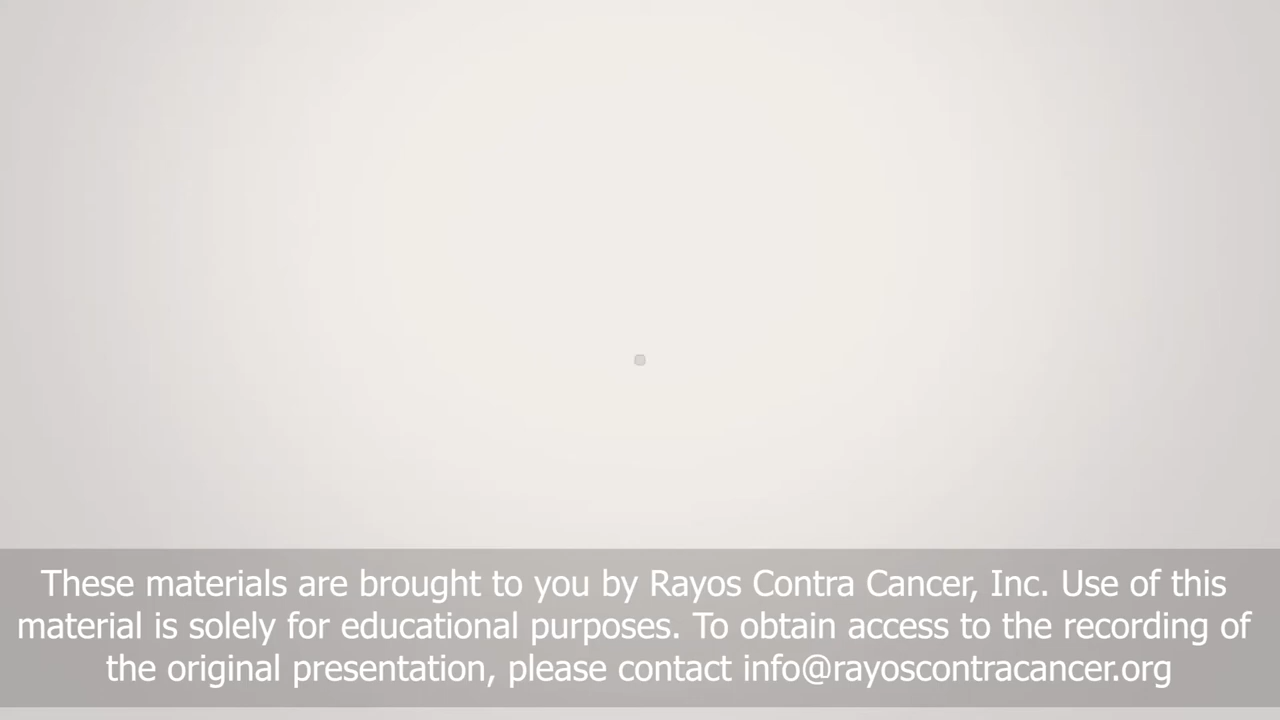 These materials are brought to you by Rayos Contra Cancer, Inc. Use of this
material is solely for educational purposes. To obtain access to the recording of
the original presentation, please contact info@rayoscontracancer.org